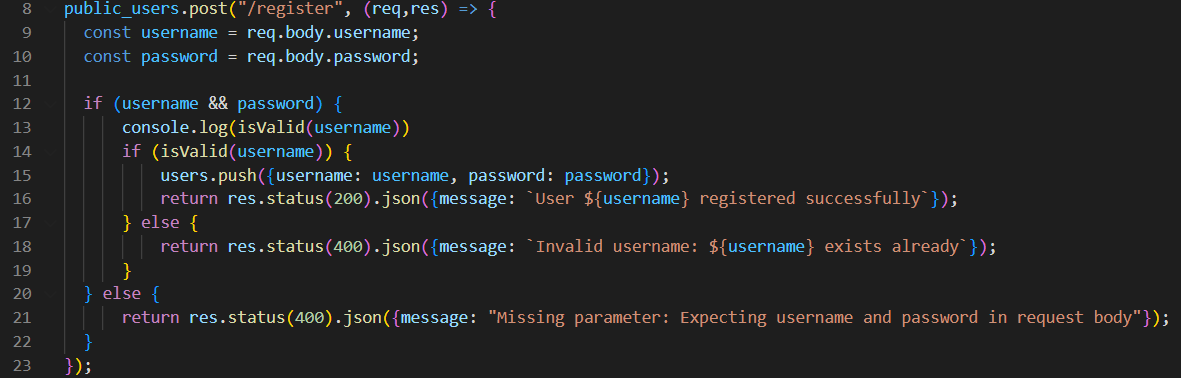 8 public_users.post("/register", (req,res) => {
9   const username = req.body.username;
10   const password = req.body.password;
11
12   if (username && password) {
13       console.log(isValid(username))
14       if (isValid(username)) {
15           users.push({username: username, password: password});
16           return res.status(200).json({message: `User ${username} registered successfully`});
17       } else {
18           return res.status(400).json({message: `Invalid username: ${username} exists already`});
19       }
20   } else {
21       return res.status(400).json({message: "Missing parameter: Expecting username and password in request body"});
22   }
23 });